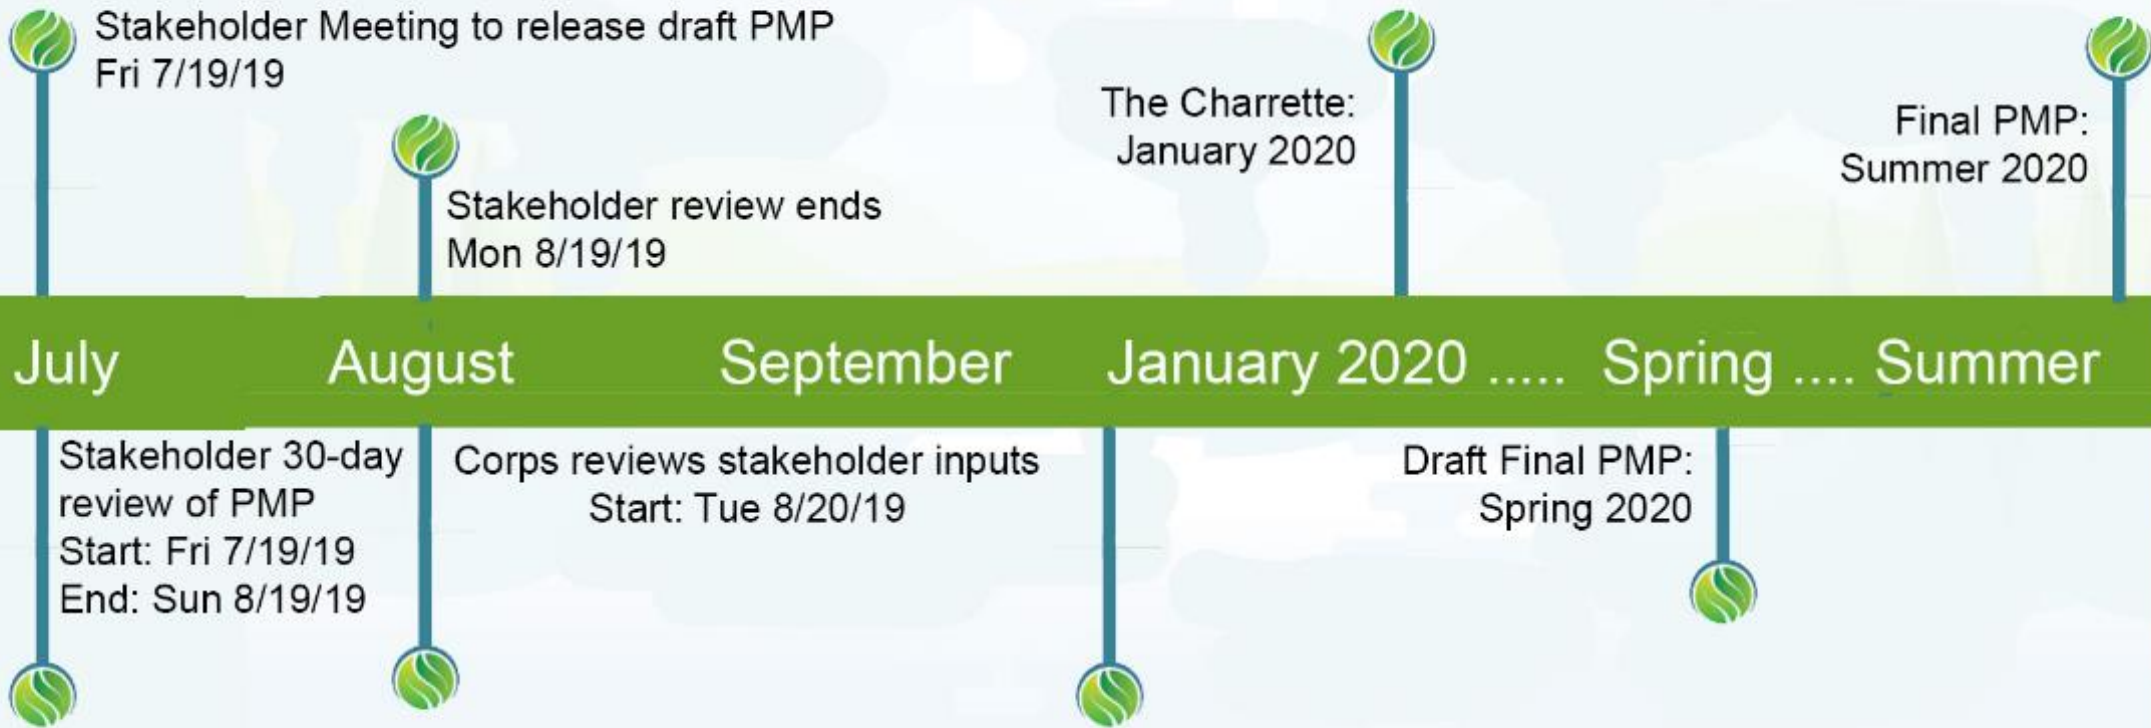 Stakeholder Meeting to release draft PMP
Fri 7/19/19
Stakeholder review ends
Mon 8/19/19
The Charrette:
January 2020
Final PMP:
Summer 2020
July
August
September
January 2020 .....
Spring ....
Summer
Stakeholder 30-day
review of PMP
Start: Fri 7/19/19
End: Sun 8/19/19
Corps reviews stakeholder inputs
Start: Tue 8/20/19
Draft Final PMP:
Spring 2020